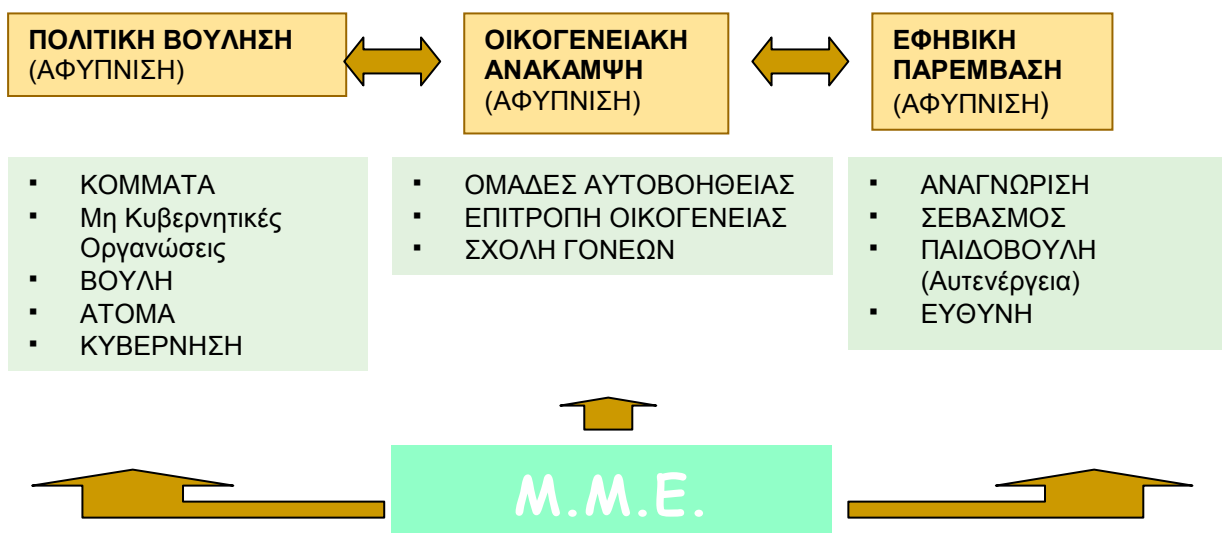 ΠΟΛΙΤΙΚΗ ΒΟΥΛΗΣΗ
(ΑΦΥΠΝΙΣΗ)
ΟΙΚΟΓΕΝΕΙΑΚΗ
ΑΝΑΚΑΜΨΗ
(ΑΦΥΠΝΙΣΗ)
ΕΦΗΒΙΚΗ
ΠΑΡΕΜΒΑΣΗ
(ΑΦΥΠΝΙΣΗ)
▪ ΚΟΜΜΑΤΑ
▪ Μη Κυβερνητικές
Οργανώσεις
▪ ΒΟΥΛΗ
▪ ΑΤΟΜΑ
▪ ΚΥΒΕΡΝΗΣΗ
▪ ΟΜΑΔΕΣ ΑΥΤΟΒΟΗΘΕΙΑΣ
▪ ΕΠΙΤΡΟΠΗ ΟΙΚΟΓΕΝΕΙΑΣ
▪ ΣΧΟΛΗ ΓΟΝΕΩΝ
▪ ΑΝΑΓΝΩΡΙΣΗ
▪ ΣΕΒΑΣΜΟΣ
▪ ΠΑΙΔΟΒΟΥΛΗ
(Αυτενέργεια)
▪ ΕΥΘΥΝΗ
Μ.Μ.Ε.